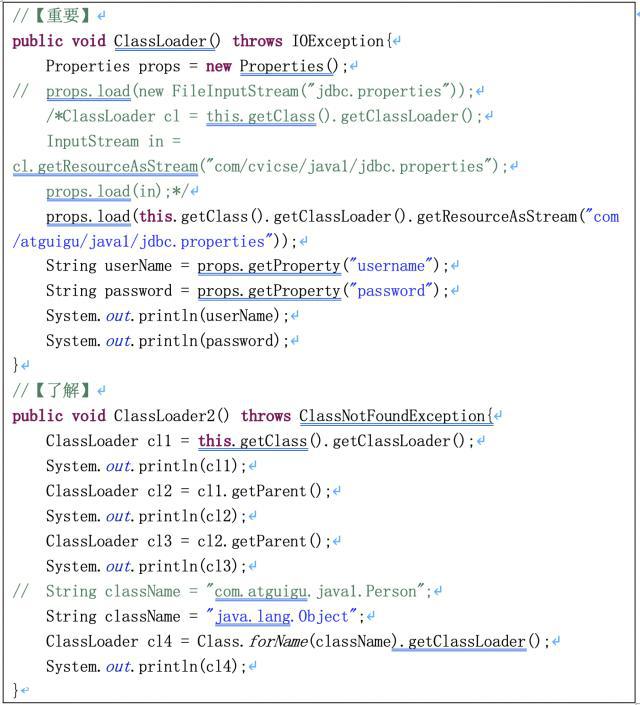 //【重要】
public void ClassLoader() throws IOException{
Properties props = new Properties();
// props.load(new FileInputStream("jdbc.properties"));
/*ClassLoader cl = this.getClass().getClassLoader();
InputStream in =
cl.getResourceAsStream("com/cvicse/java1/jdbc.properties");
props.load(in);*/
props.load(this.getClass().getClassLoader().getResourceAsStream("com
/atguigu/java1/jdbc.properties"));
String userName = props.getProperty("username");
String password = props.getProperty("password");
System.out.println(userName);
System.out.println(password);
}
//【了解】
public void ClassLoader2() throws ClassNotFoundException{
ClassLoader cl1 = this.getClass().getClassLoader();
System.out.println(cl1);
ClassLoader cl2 = cl1.getParent();
System.out.println(cl2);
ClassLoader cl3 = cl2.getParent();
System.out.println(cl3);
// String className = "com.atguigu.java1.Person";
String className = "java.lang.Object";
ClassLoader cl4 = Class.forName(className).getClassLoader();
System.out.println(cl4);
}